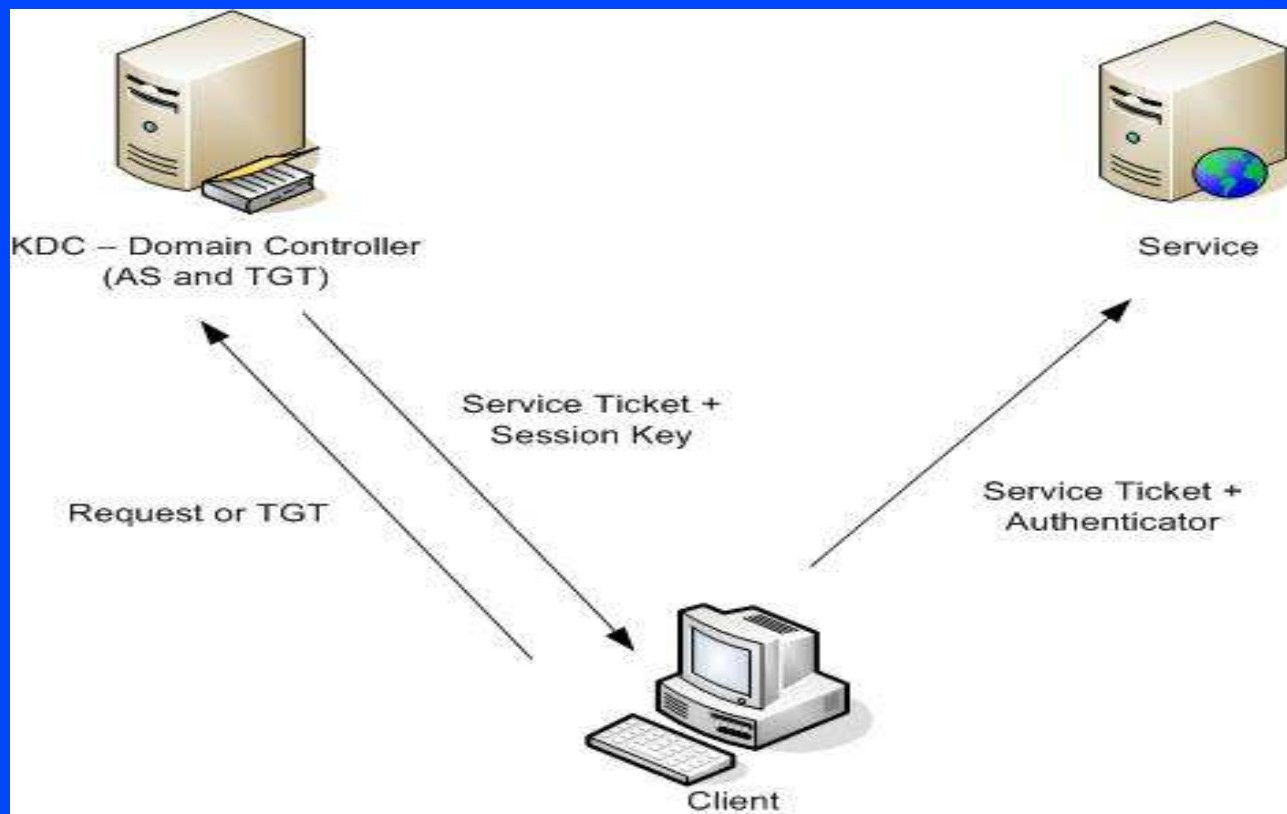 KDC – Domain Controller
(AS and TGT)
Service
Service Ticket +
Session Key
Request or TGT
Service Ticket +
Authenticator
Client